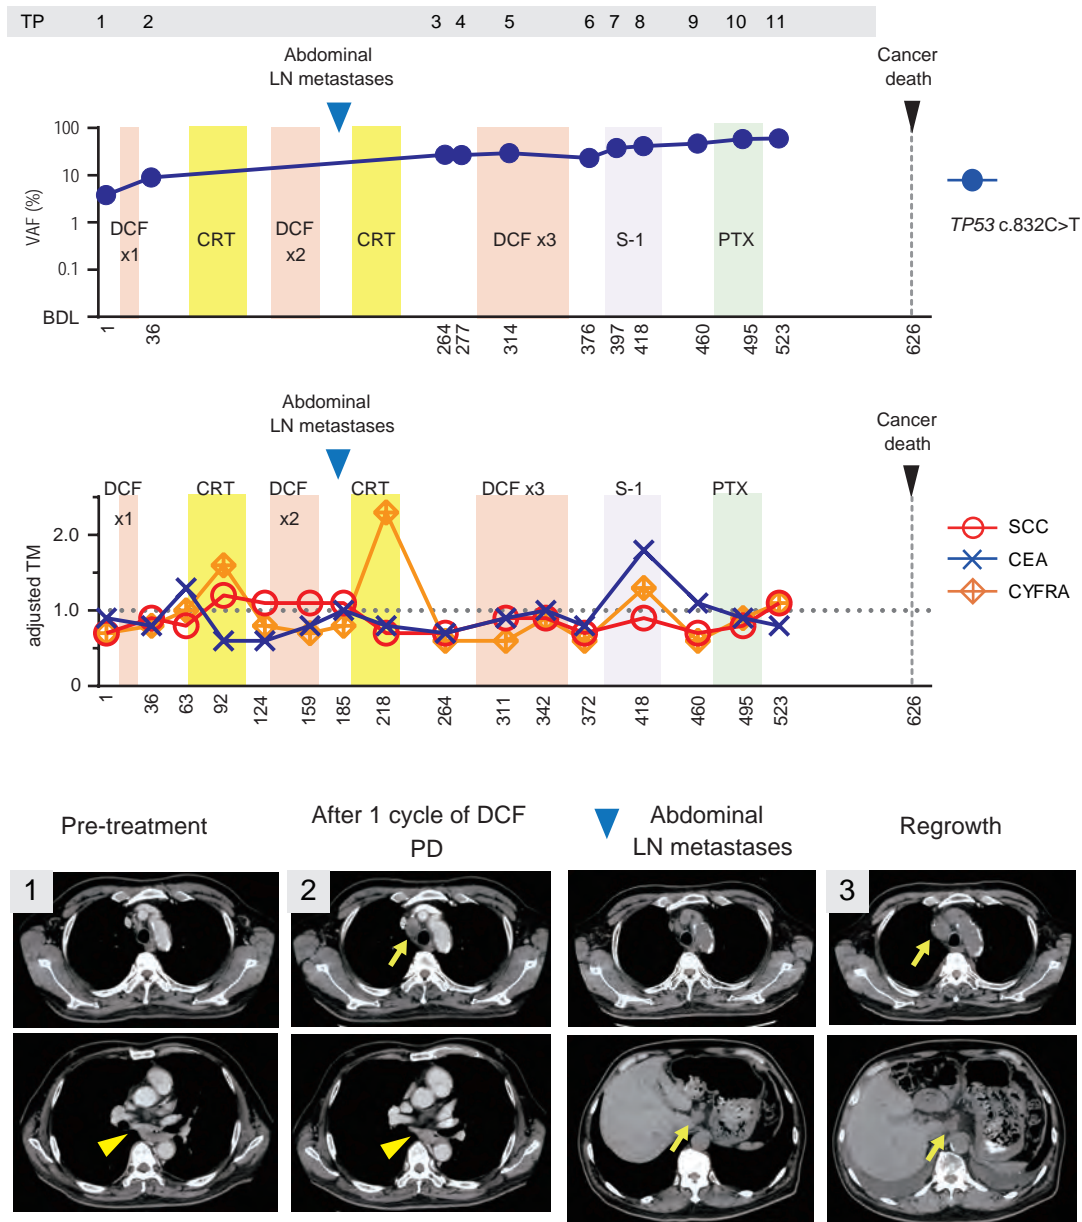 TP 1 2 3 4 5 6 7 8 9 10 11
Abdominal
LN metastases
Cancer
death
VAF (%)
100
10
1
0.1
BDL
DCF
x1
CRT
DCF
x2
CRT
DCF x3
S-1
PTX
TP53 c.832C>T
1 36 264 277 314 376 397 418 460 495 523 626
Abdominal
LN metastases
Cancer
death
adjusted TM
2.0
1.0
0
DCF
x1
CRT
DCF
x2
CRT
DCF x3
S-1
PTX
SCC
CEA
CYFRA
1 36 63 92 124 159 185 218 264 311 342 372 418 460 495 523 626
Pre-treatment
After 1 cycle of DCF
PD
Abdominal
LN metastases
Regrowth
1
2
3